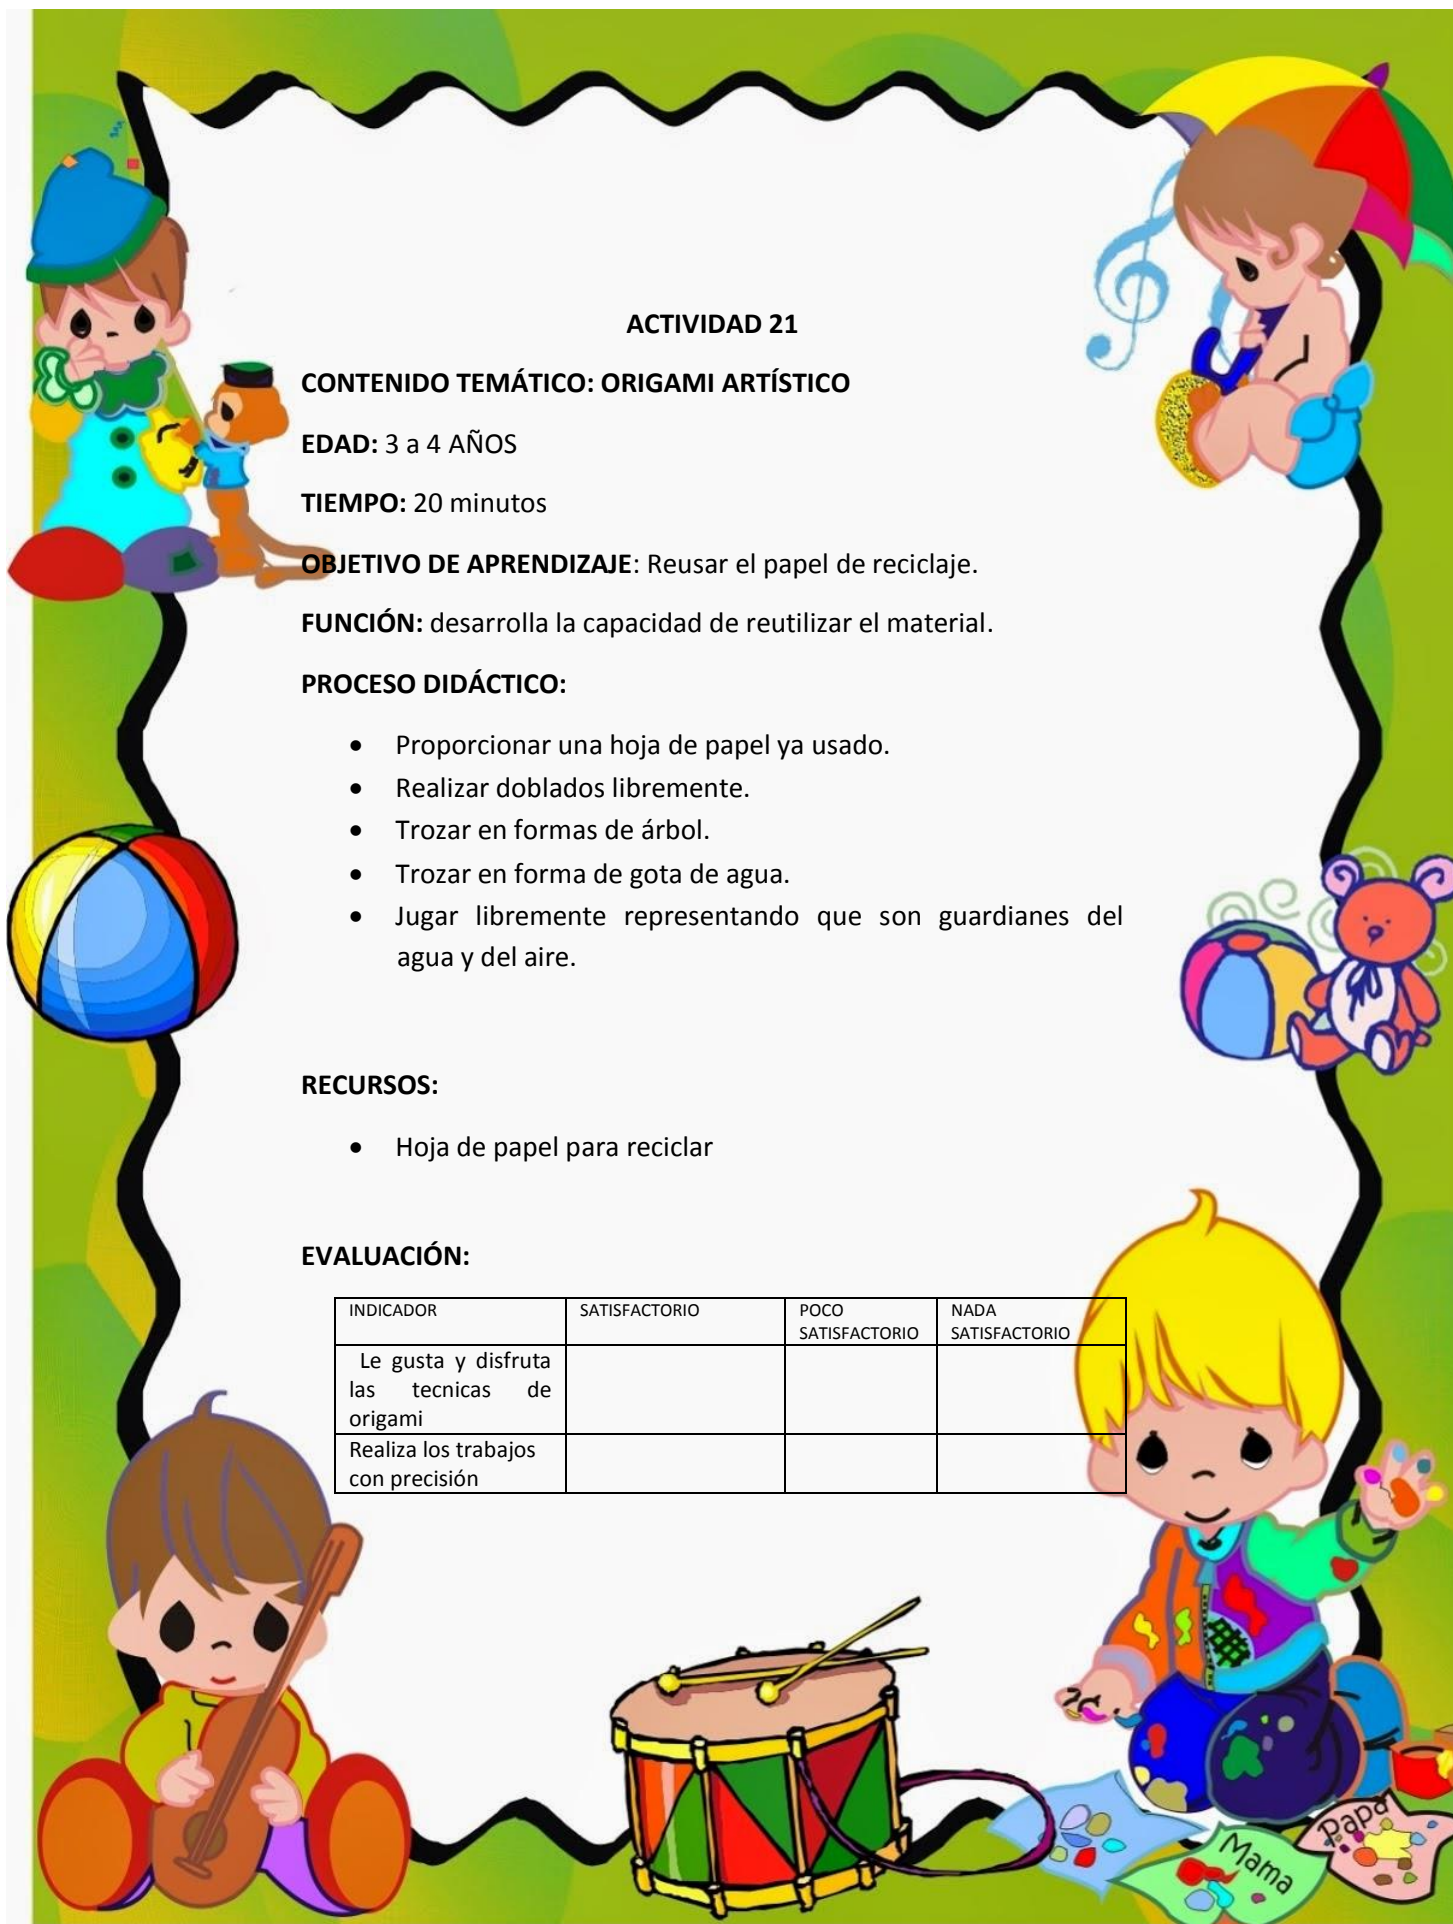 ACTIVIDAD 21
CONTENIDO TEMÁTICO: ORIGAMI ARTÍSTICO
EDAD: 3 a 4 AÑOS
TIEMPO: 20 minutos
OBJETIVO DE APRENDIZAJE: Reusar el papel de reciclaje.
FUNCIÓN: desarrolla la capacidad de reutilizar el material.
PROCESO DIDÁCTICO:
• Proporcionar una hoja de papel ya usado.
• Realizar doblados libremente.
• Trozar en formas de árbol.
• Trozar en forma de gota de agua.
• Jugar libremente representando que son guardianes del
agua y del aire.
RECURSOS:
• Hoja de papel para reciclar
EVALUACIÓN:
INDICADOR SATISFACTORIO POCO NADA
SATISFACTORIO SATISFACTORIO
Le gusta y disfruta
las tecnicas de
origami
Realiza los trabajos
con precisión
Papa
Mama